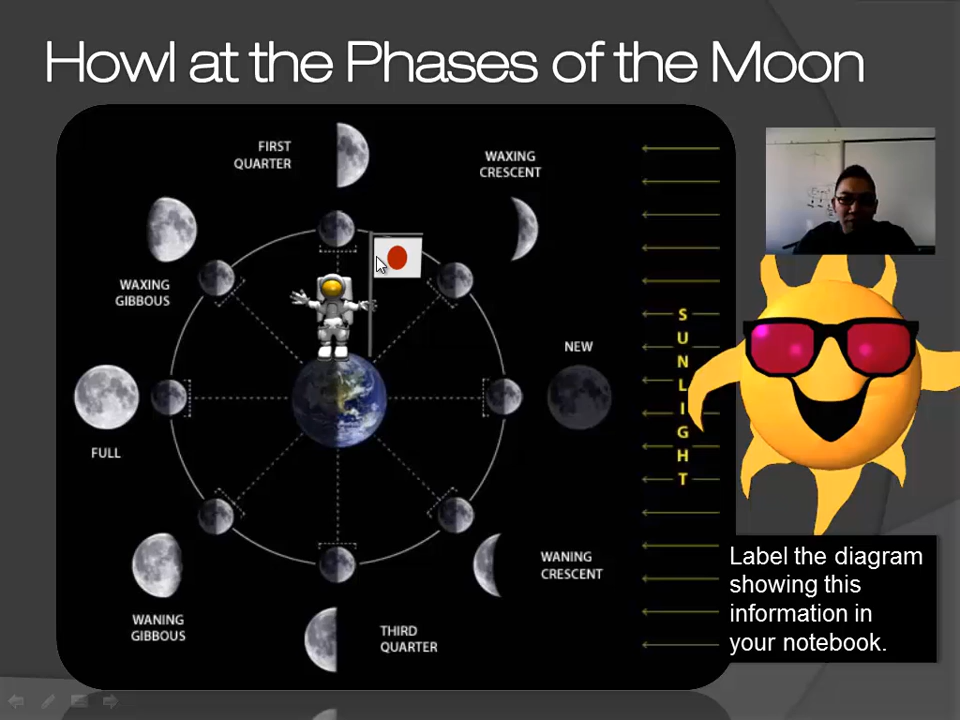 Howl at the Phases of the Moon
FIRST
QUARTER
WAXING
CRESCENT
WAXING
GIBBOUS
NEW
SUNLIGHT
FULL
WANING
CRESCENT
WANING
GIBBOUS
THIRD
QUARTER
Label the diagram
showing this
information in
your notebook.